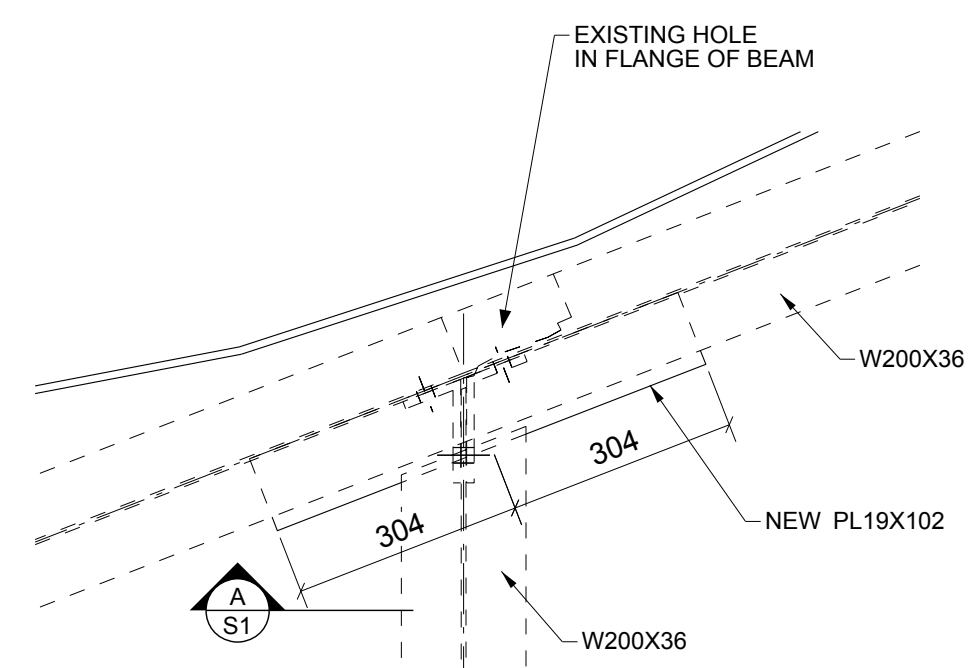 EXISTING HOLE
IN FLANGE OF BEAM
W200X36
304
304
NEW PL19X102
A
S1
W200X36